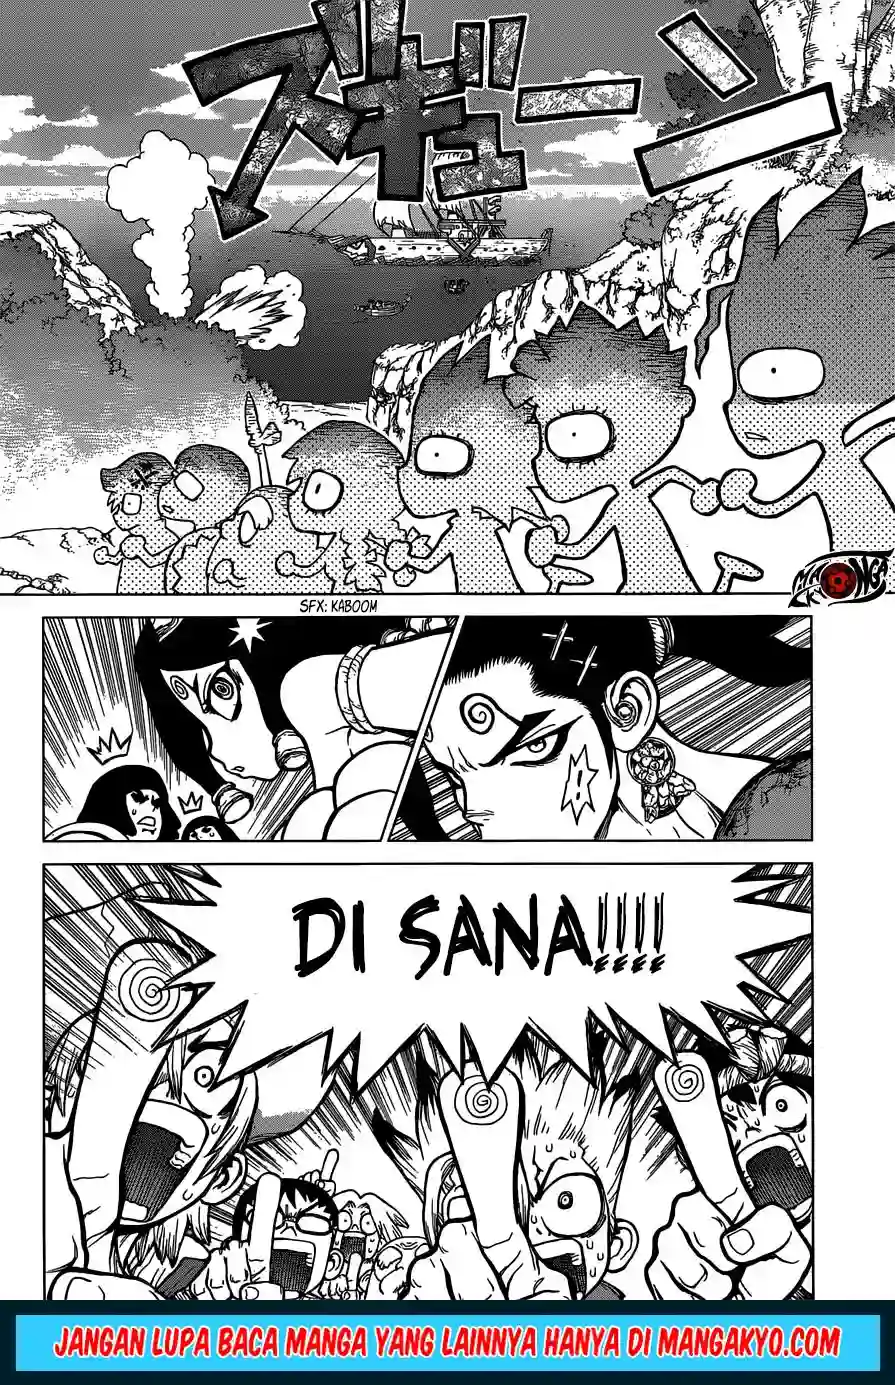 ズギューン
SFX: KABOOM
!
DI SANA!!!!
JANGAN LUPA BACA MANGA YANG LAINNYA HANYA DI MANGAKYO.COM